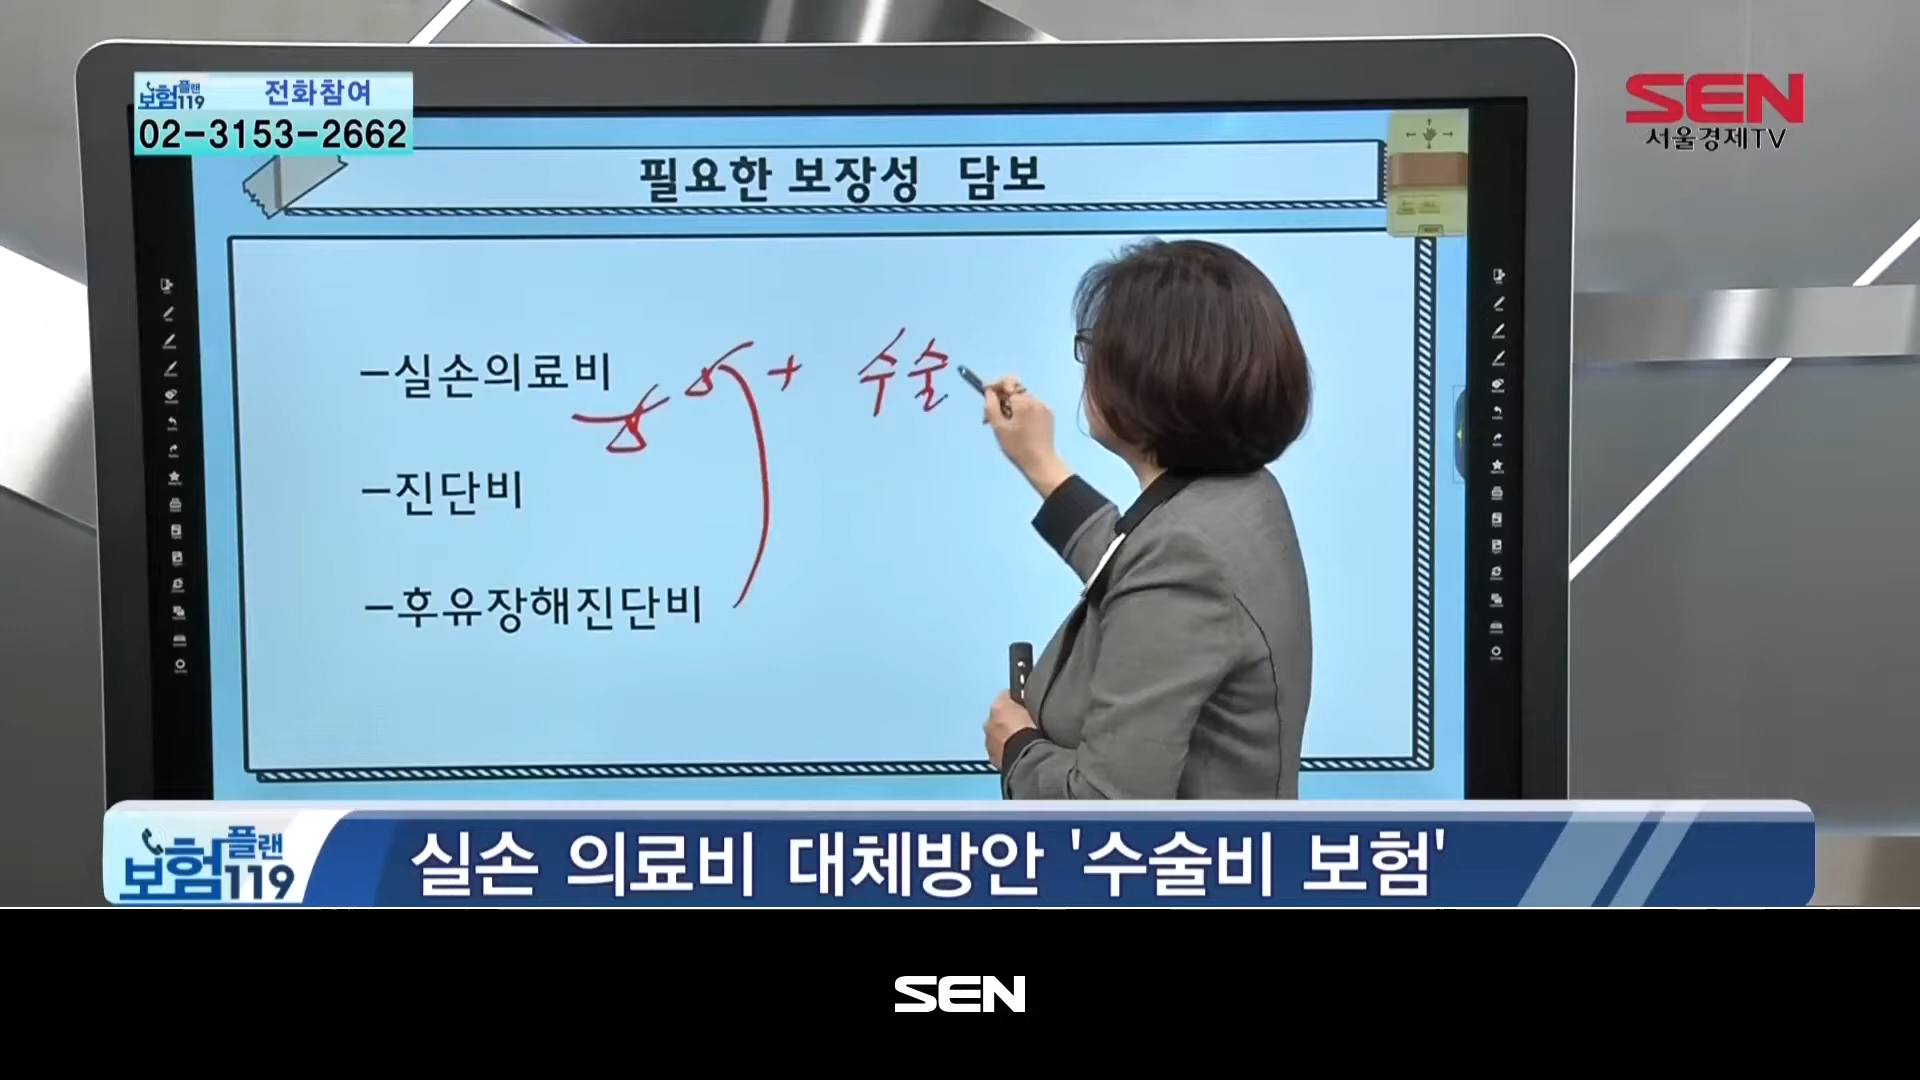 보험플랜119 전화참여
02-3153-2662
SEN
서울경제TV
필요한 보장성 담보
-실손의료비
+ 수술
-진단비
-후유장해진단비
보험플랜119
실손 의료비 대체방안 '수술비 보험'
SEN